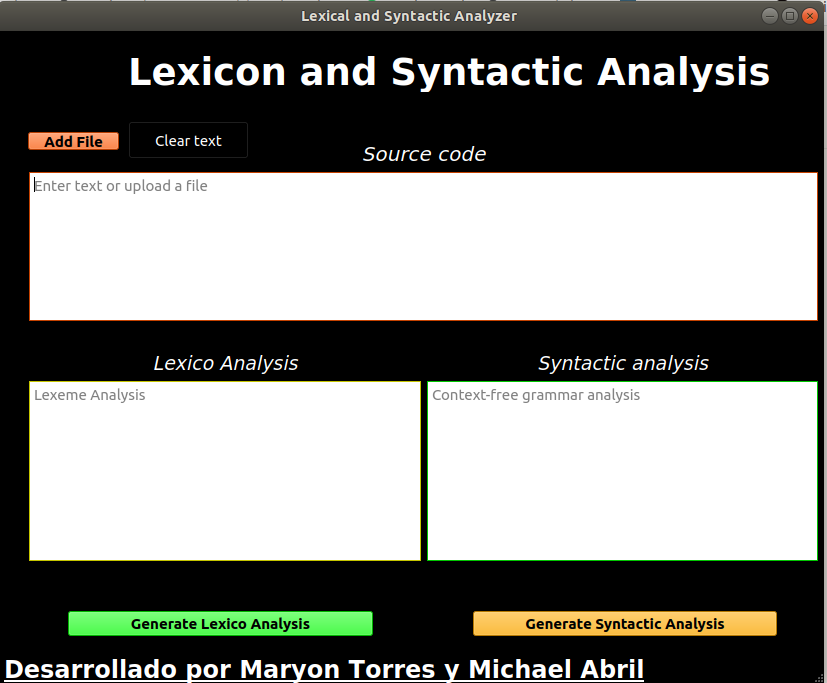 Lexical and Syntactic Analyzer
Lexicon and Syntactic Analysis
Add File
Clear text
Source code
Enter text or upload a file
Lexico Analysis
Syntactic analysis
Lexeme Analysis
Context-free grammar analysis
Generate Lexico Analysis
Generate Syntactic Analysis
Desarrollado por Maryon Torres y Michael Abril